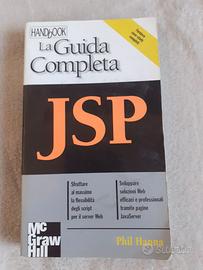 HANDbOOK
La Guida
Completa
JSP
Sfruttare
al massimo
la flessibilità
degli script
per il server Web
Sviluppare
soluzioni Web
efficaci e professionali
tramite pagine
JavaServer
Mc
Graw
Hill
Phil Hanna